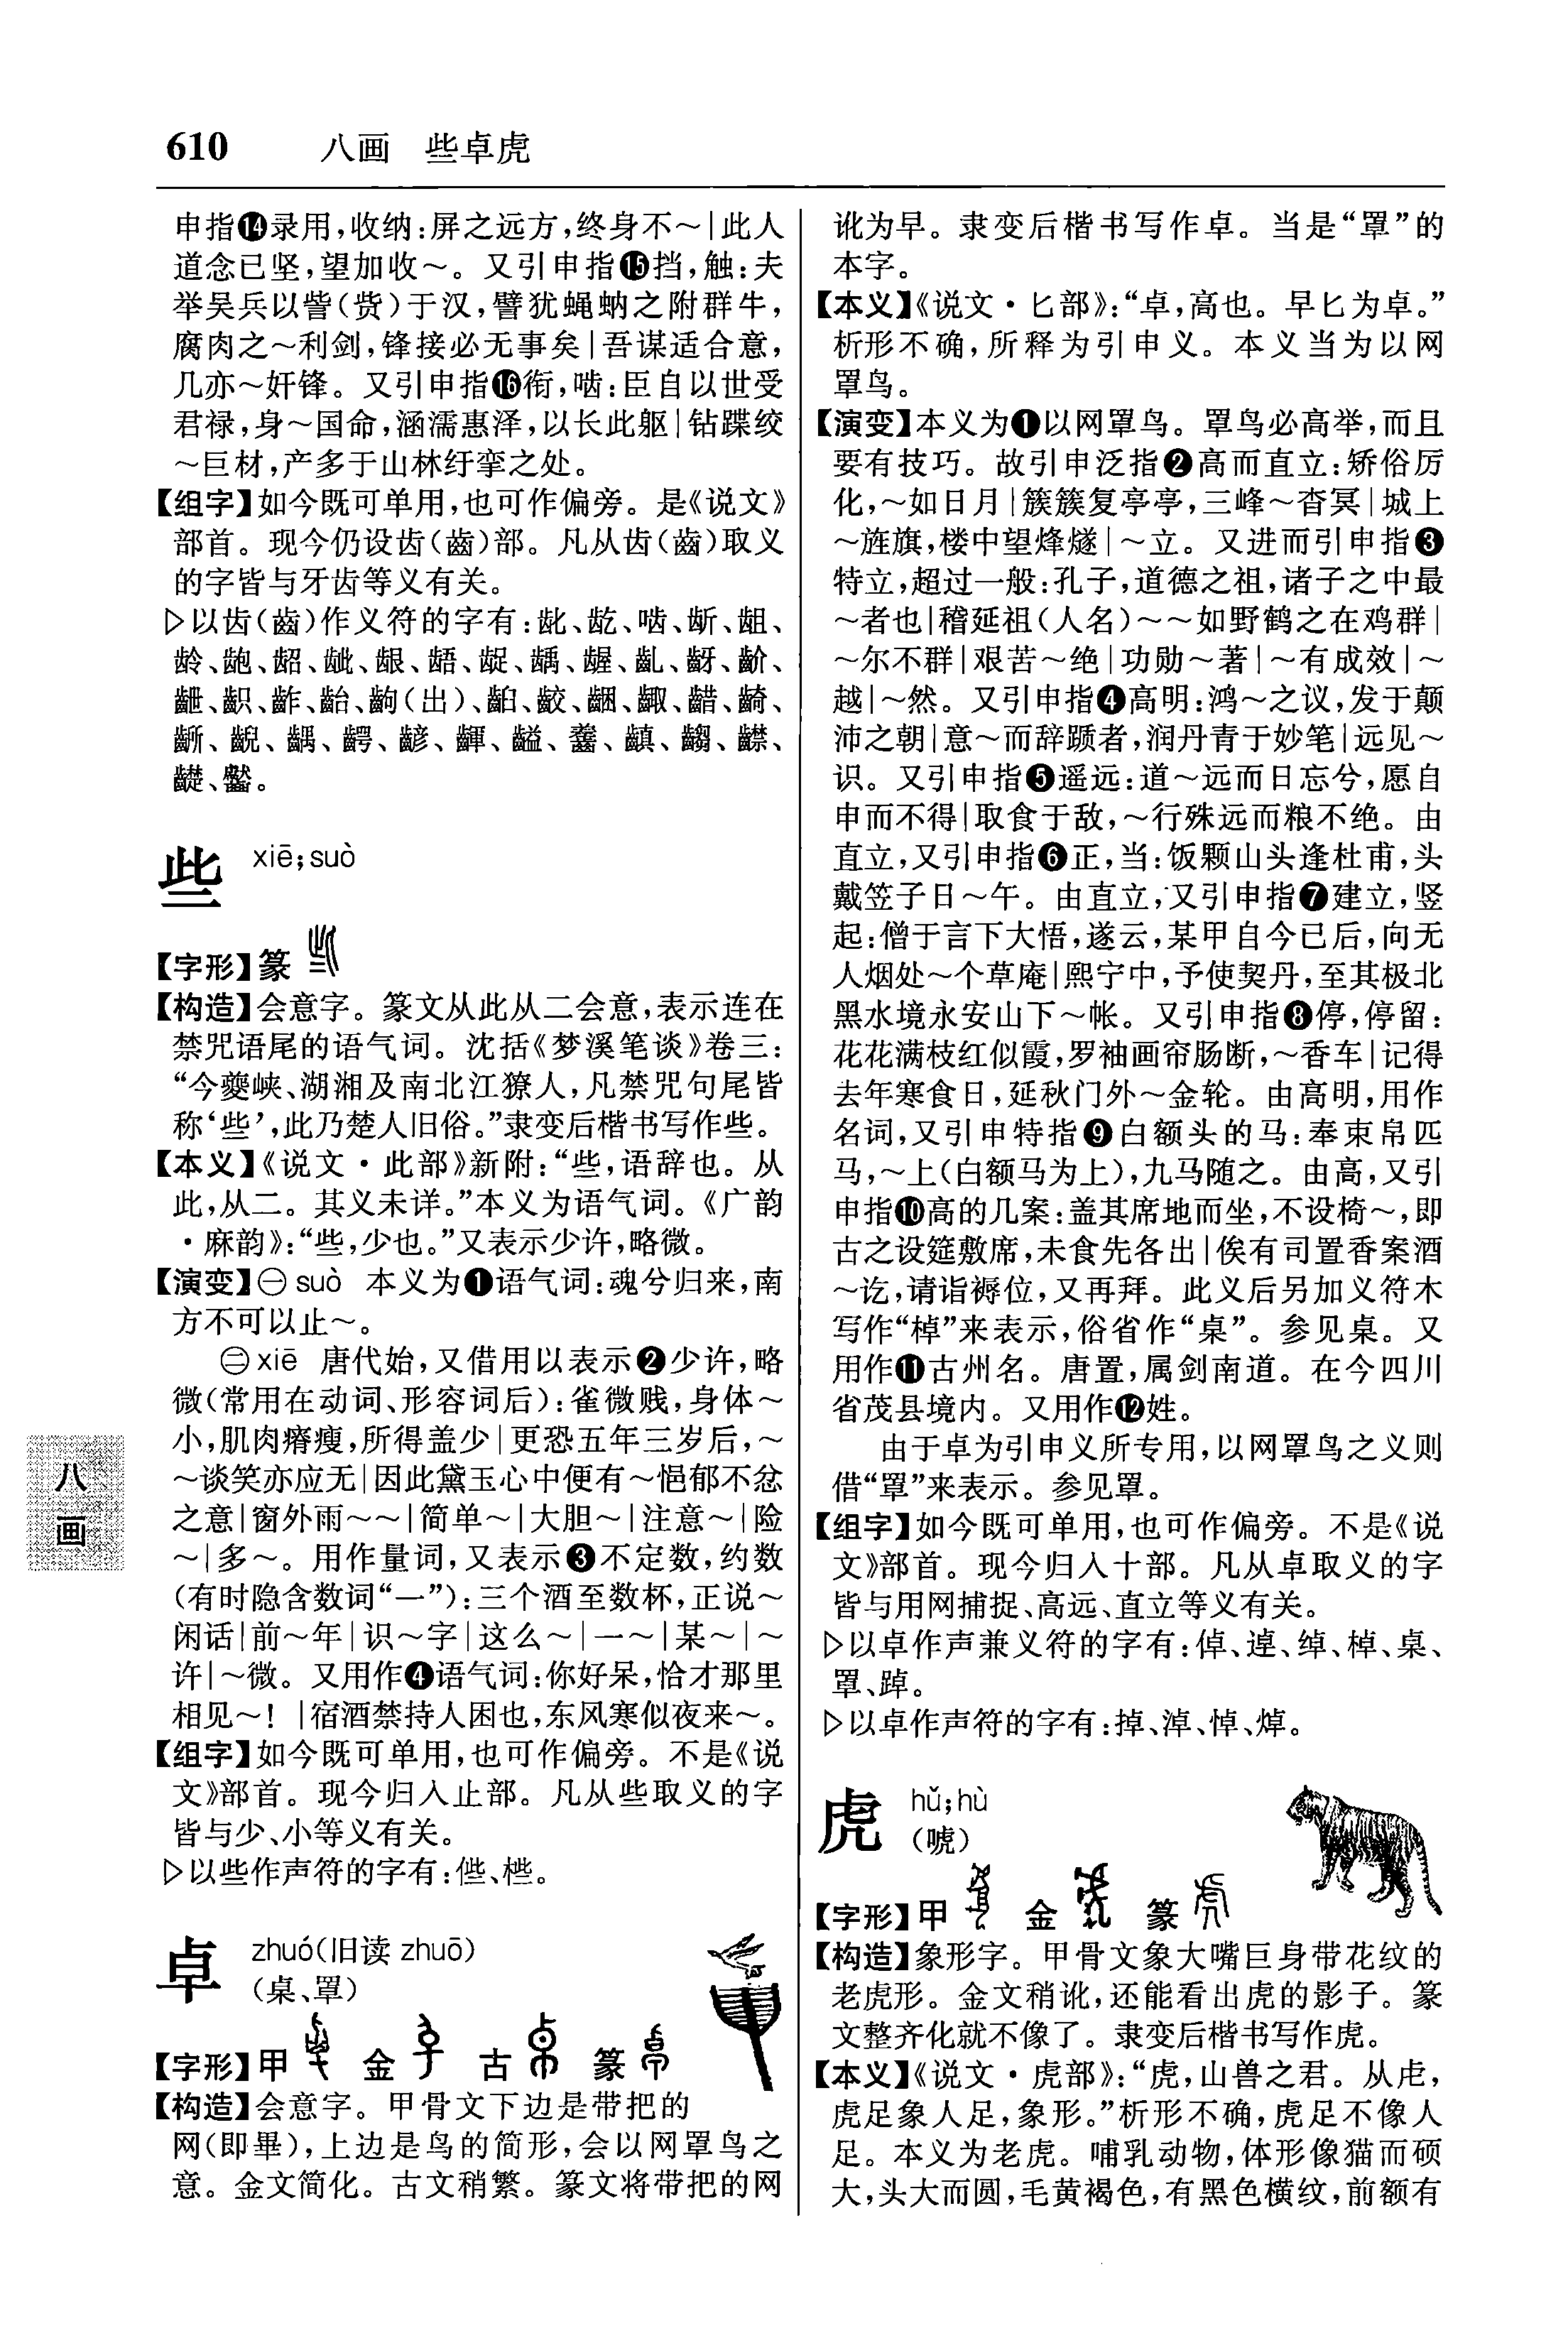 610 八画 些卓虎
申指⓮录用,收纳:屏之远方,终身不～|此人
道念已坚,望加收～。又引申指⓯挡,触:夫
举吴兵以訾(赀)于汉,譬犹蝇蚋之附群牛,
腐肉之～利剑,锋接必无事矣|吾谋适合意,
几亦～奸锋。又引申指⓰衔,啮:臣自以世受
君禄,身～国命,涵濡惠泽,以长此躯|钻蹀绞
～巨材,产多于山林纡挛之处。
【组字】如今既可单用,也可作偏旁。是《说文》
部首。现今仍设齿(齒)部。凡从齿(齒)取义
的字皆与牙齿等义有关。
▷以齿(齒)作义符的字有:龀、龁、啮、龂、龃、
龄、龅、龆、龇、龈、龉、龊、龋、龌、
些 xiē;suò
【字形】篆
【构造】会意字。篆文从此从二会意,表示连在
禁咒语尾的语气词。沈括《梦溪笔谈》卷三:
“今夔峡、湖湘及南北江獠人,凡禁咒句尾皆
称‘些’,此乃楚人旧俗。”隶变后楷书写作些。
【本义】《说文·此部》新附:“些,语辞也。从
此,从二。其义未详。”本义为语气词。《广韵
·麻韵》:“些,少也。”又表示少许,略微。
【演变】㊀suò 本义为❶语气词:魂兮归来,南
方不可以止～。
㊁xiē 唐代始,又借用以表示❷少许,略
微(常用在动词、形容词后):雀微贱,身体～
小,肌肉瘠瘦,所得盖少|更恐五年三岁后,～
～谈笑亦应无|因此黛玉心中便有～悒郁不忿
之意|窗外雨～～|简单～|大胆～|注意～|险
～|多～。用作量词,又表示❸不定数,约数
(有时隐含数词“一”):三个酒至数杯,正说～
闲话|前～年|识～字|这么～|一～|某～|～
许|～微。又用作❹语气词:你好呆,恰才那里
相见～!|宿酒禁持人困也,东风寒似夜来～。
【组字】如今既可单用,也可作偏旁。不是《说
文》部首。现今归入止部。凡从些取义的字
皆与少、小等义有关。
▷以些作声符的字有:㱔、楉。
卓 zhuó(旧读 zhuō)
(桌、罩)
【字形】甲 金 古 篆
【构造】会意字。甲骨文下边是带把的
网(即畢),上边是鸟的简形,会以网罩鸟之
意。金文简化。古文稍繁。篆文将带把的网
讹为早。隶变后楷书写作卓。当是“罩”的
本字。
【本义】《说文·匕部》:“卓,高也。早匕为卓。”
析形不确,所释为引申义。本义当为以网
罩鸟。
【演变】本义为❶以网罩鸟。罩鸟必高举,而且
要有技巧。故引申泛指❷高而直立:矫俗厉
化,～如日月|簇簇复亭亭,三峰～杳冥|城上
～旌旗,楼中望烽燧|～立。又进而引申指❸
特立,超过一般:孔子,道德之祖,诸子之中最
～者也|稽延祖(人名)～～如野鹤之在鸡群|
～尔不群|艰苦～绝|功勋～著|～有成效|～
越|～然。又引申指❹高明:鸿～之议,发于颠
沛之朝|意～而辞踬者,润丹青于妙笔|远见～
识。又引申指❺遥远:道～远而日忘兮,愿自
申而不得|取食于敌,～行殊远而粮不绝。由
直立,又引申指❻正,当:饭颗山头逢杜甫,头
戴笠子日～午。由直立,又引申指❼建立,竖
起:僧于言下大悟,遂云,某甲自今已后,向无
人烟处～个草庵|熙宁中,予使契丹,至其极北
黑水境永安山下～帐。又引申指❽停,停留:
花花满枝红似霞,罗袖画帘肠断,～香车|记得
去年寒食日,延秋门外～金轮。由高明,用作
名词,又引申特指❾白额头的马:奉束帛匹
马,～上(白额马为上),九马随之。由高,又引
申指❿高的几案:盖其席地而坐,不设椅～,即
古之设筵敷席,未食先各出|俟有司置香案酒
～讫,请诣褥位,又再拜。此义后另加义符木
写作“棹”来表示,俗省作“桌”。参见桌。又
用作⓫古州名。唐置,属剑南道。在今四川
省茂县境内。又用作⓬姓。
由于卓为引申义所专用,以网罩鸟之义则
借“罩”来表示。参见罩。
【组字】如今既可单用,也可作偏旁。不是《说
文》部首。现今归入十部。凡从卓取义的字
皆与用网捕捉、高远、直立等义有关。
▷以卓作声兼义符的字有:倬、逴、绰、棹、桌、
罩、踔。
▷以卓作声符的字有:掉、淖、悼、焯。
虎 hǔ;hù
(唬)
【字形】甲 金 篆
【构造】象形字。甲骨文象大嘴巨身带花纹的
老虎形。金文稍讹,还能看出虎的影子。篆
文整齐化就不像了。隶变后楷书写作虎。
【本义】《说文·虎部》:“虎,山兽之君。从虍,
虎足象人足,象形。”析形不确,虎足不像人
足。本义为老虎。哺乳动物,体形像猫而硕
大,头大而圆,毛黄褐色,有黑色横纹,前额有
八
画